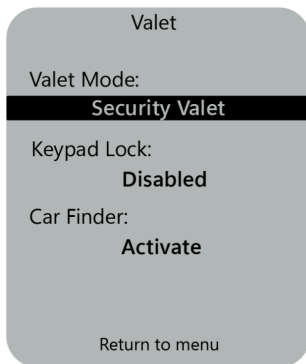 Valet
Valet Mode:
Security Valet
Keypad Lock:
Disabled
Car Finder:
Activate
Return to menu